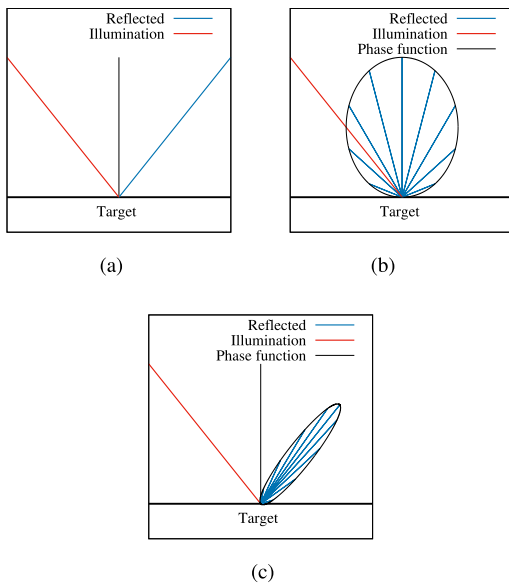 Reflected
Illumination
Target
(a)
Reflected
Illumination
Phase function
Target
(b)
Reflected
Illumination
Phase function
Target
(c)